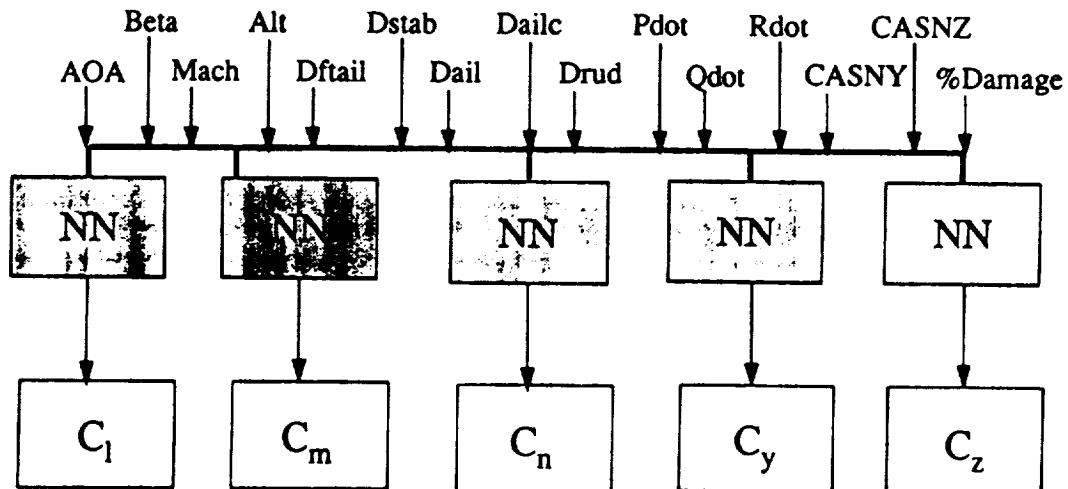 Beta Alt Dstab Dailc Pdot Rdot CASNZ
AOA Mach Dftail Dail Drud Qdot CASNY %Damage
NN NN NN NN NN
C_l C_m C_n C_y C_z